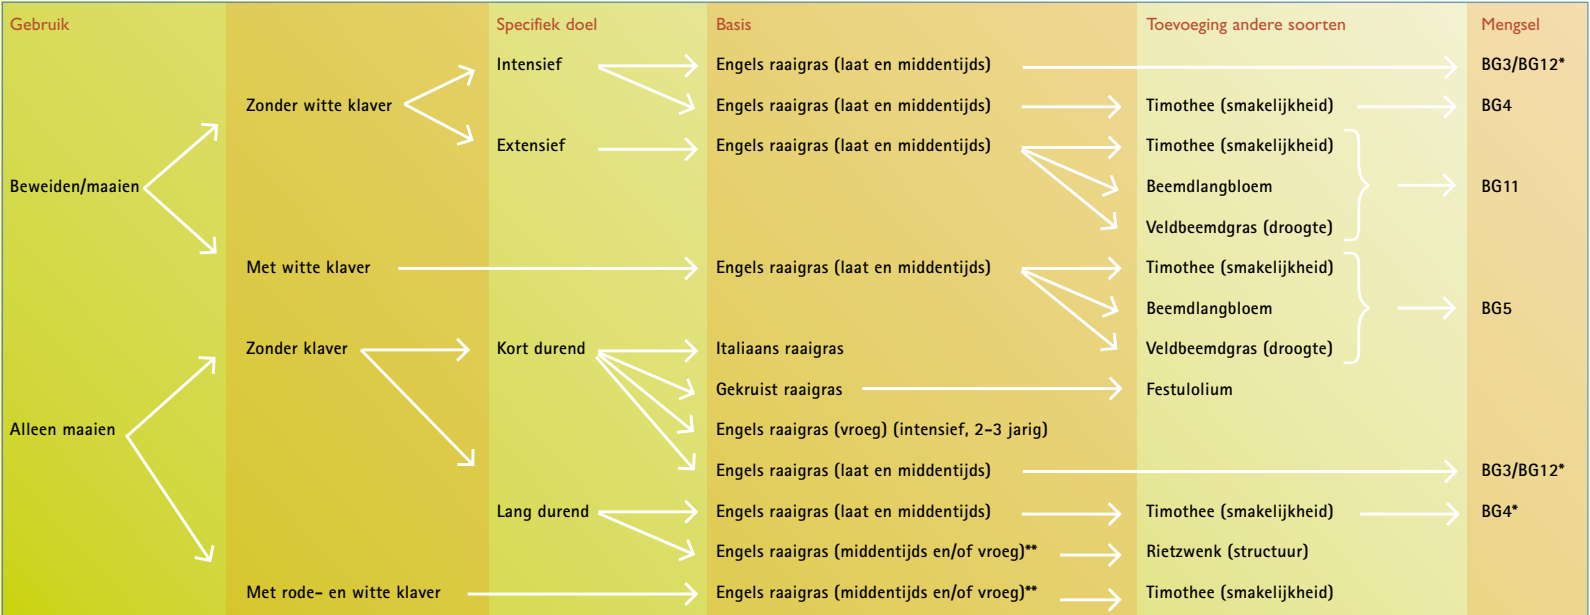 Gebruik Specifiek doel Basis Toevoeging andere soorten Mengsel
Intensief Engels raaigras (laat en middentijds) BG3/BG12*
Zonder witte klaver Engels raaigras (laat en middentijds) Timothee (smakelijkheid) BG4
Extensief Engels raaigras (laat en middentijds) Timothee (smakelijkheid)
Beweiden/maaien Beemdlangbloem BG11
Veldbeemdgras (droogte)
Met witte klaver Engels raaigras (laat en middentijds) Timothee (smakelijkheid)
Beemdlangbloem BG5
Zonder klaver Kort durend Italiaans raaigras Veldbeemdgras (droogte)
Gekruist raaigras Festulolium
Alleen maaien Engels raaigras (vroeg) (intensief, 2-3 jarig)
Engels raaigras (laat en middentijds) BG3/BG12*
Lang durend Engels raaigras (laat en middentijds) Timothee (smakelijkheid) BG4*
Engels raaigras (middentijds en/of vroeg)** Rietzwenk (structuur)
Met rode- en witte klaver Engels raaigras (middentijds en/of vroeg)** Timothee (smakelijkheid)